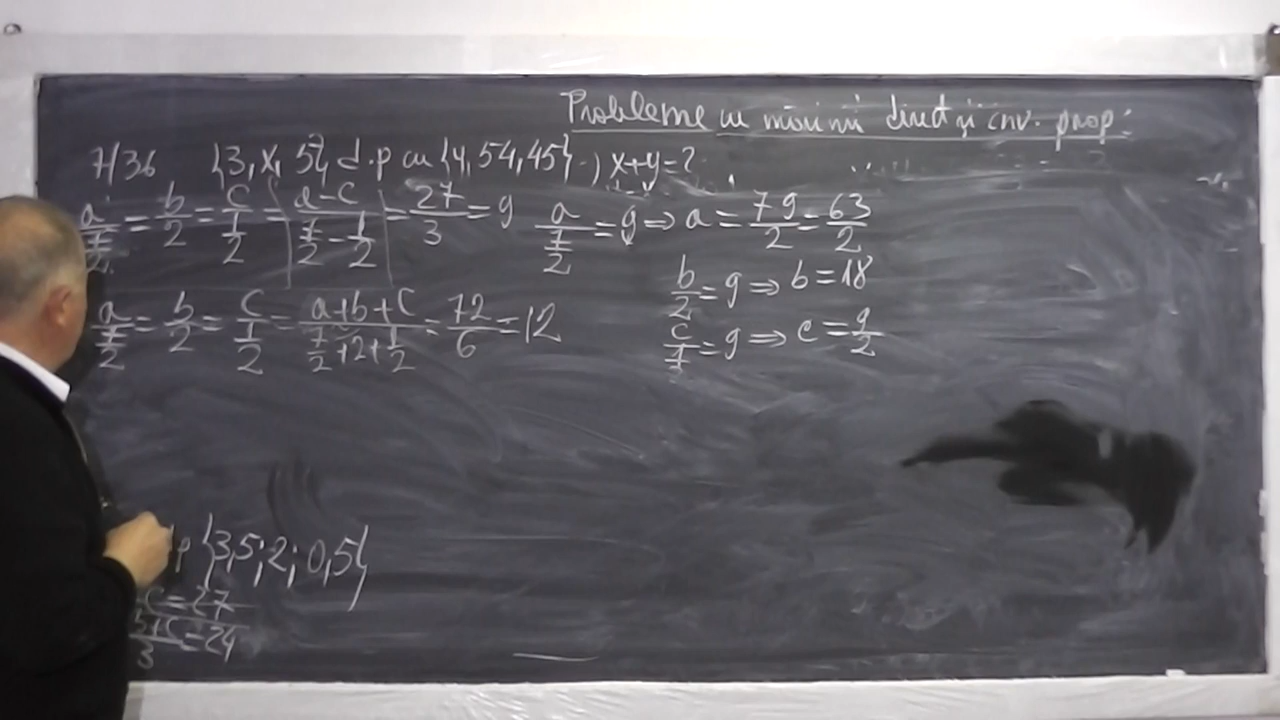 Probleme cu mărimi direct și inv. prop:
7/36 {3, x, 5} d.p cu {y, 54, 45} ) x+y=?
a/(7/2) = b/2 = c/(1/2) = (a-c)/(7/2 - 1/2) = 27/3 = 9 a/(7/2) = 9 ⇒ a = 7·9/2 = 63/2
b/2 = 9 ⇒ b = 18
a/(7/2) = b/2 = c/(1/2) = (a+b+c)/(7/2+2+1/2) = 72/6 = 12
= 9 ⇒ c = 9/2
p {3,5; 2; 0,5}
c = 27
+c = 24
3